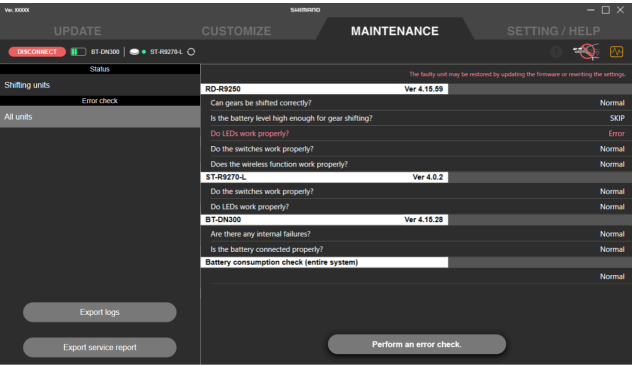 Ver. XXXXX
SHIMANO
UPDATE CUSTOMIZE MAINTENANCE SETTING / HELP
DISCONNECT BT-DN300 ST-R9270-L
Status
Shifting units
Error check
All units
Export logs
Export service report
The faulty unit may be restored by updating the firmware or rewriting the settings.
RD-R9250 Ver 4.15.59
Can gears be shifted correctly? Normal
Is the battery level high enough for gear shifting? SKIP
Do LEDs work properly? Error
Do the switches work properly? Normal
Does the wireless function work properly? Normal
ST-R9270-L Ver 4.0.2
Do the switches work properly? Normal
Do LEDs work properly? Normal
BT-DN300 Ver 4.15.28
Are there any internal failures? Normal
Is the battery connected properly? Normal
Battery consumption check (entire system)
Normal
Perform an error check.